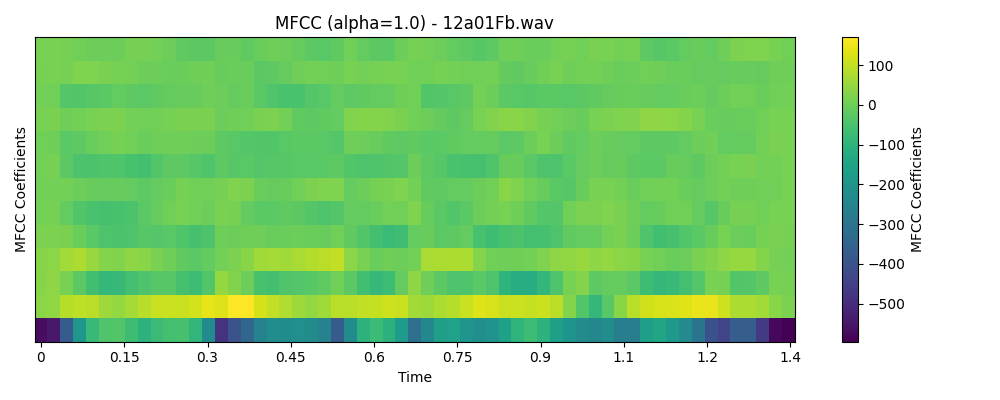 MFCC (alpha=1.0) - 12a01Fb.wav
MFCC Coefficients
0 0.15 0.3 0.45 0.6 0.75 0.9 1.1 1.2 1.4
Time
100
0
−100
−200
−300
−400
−500
MFCC Coefficients